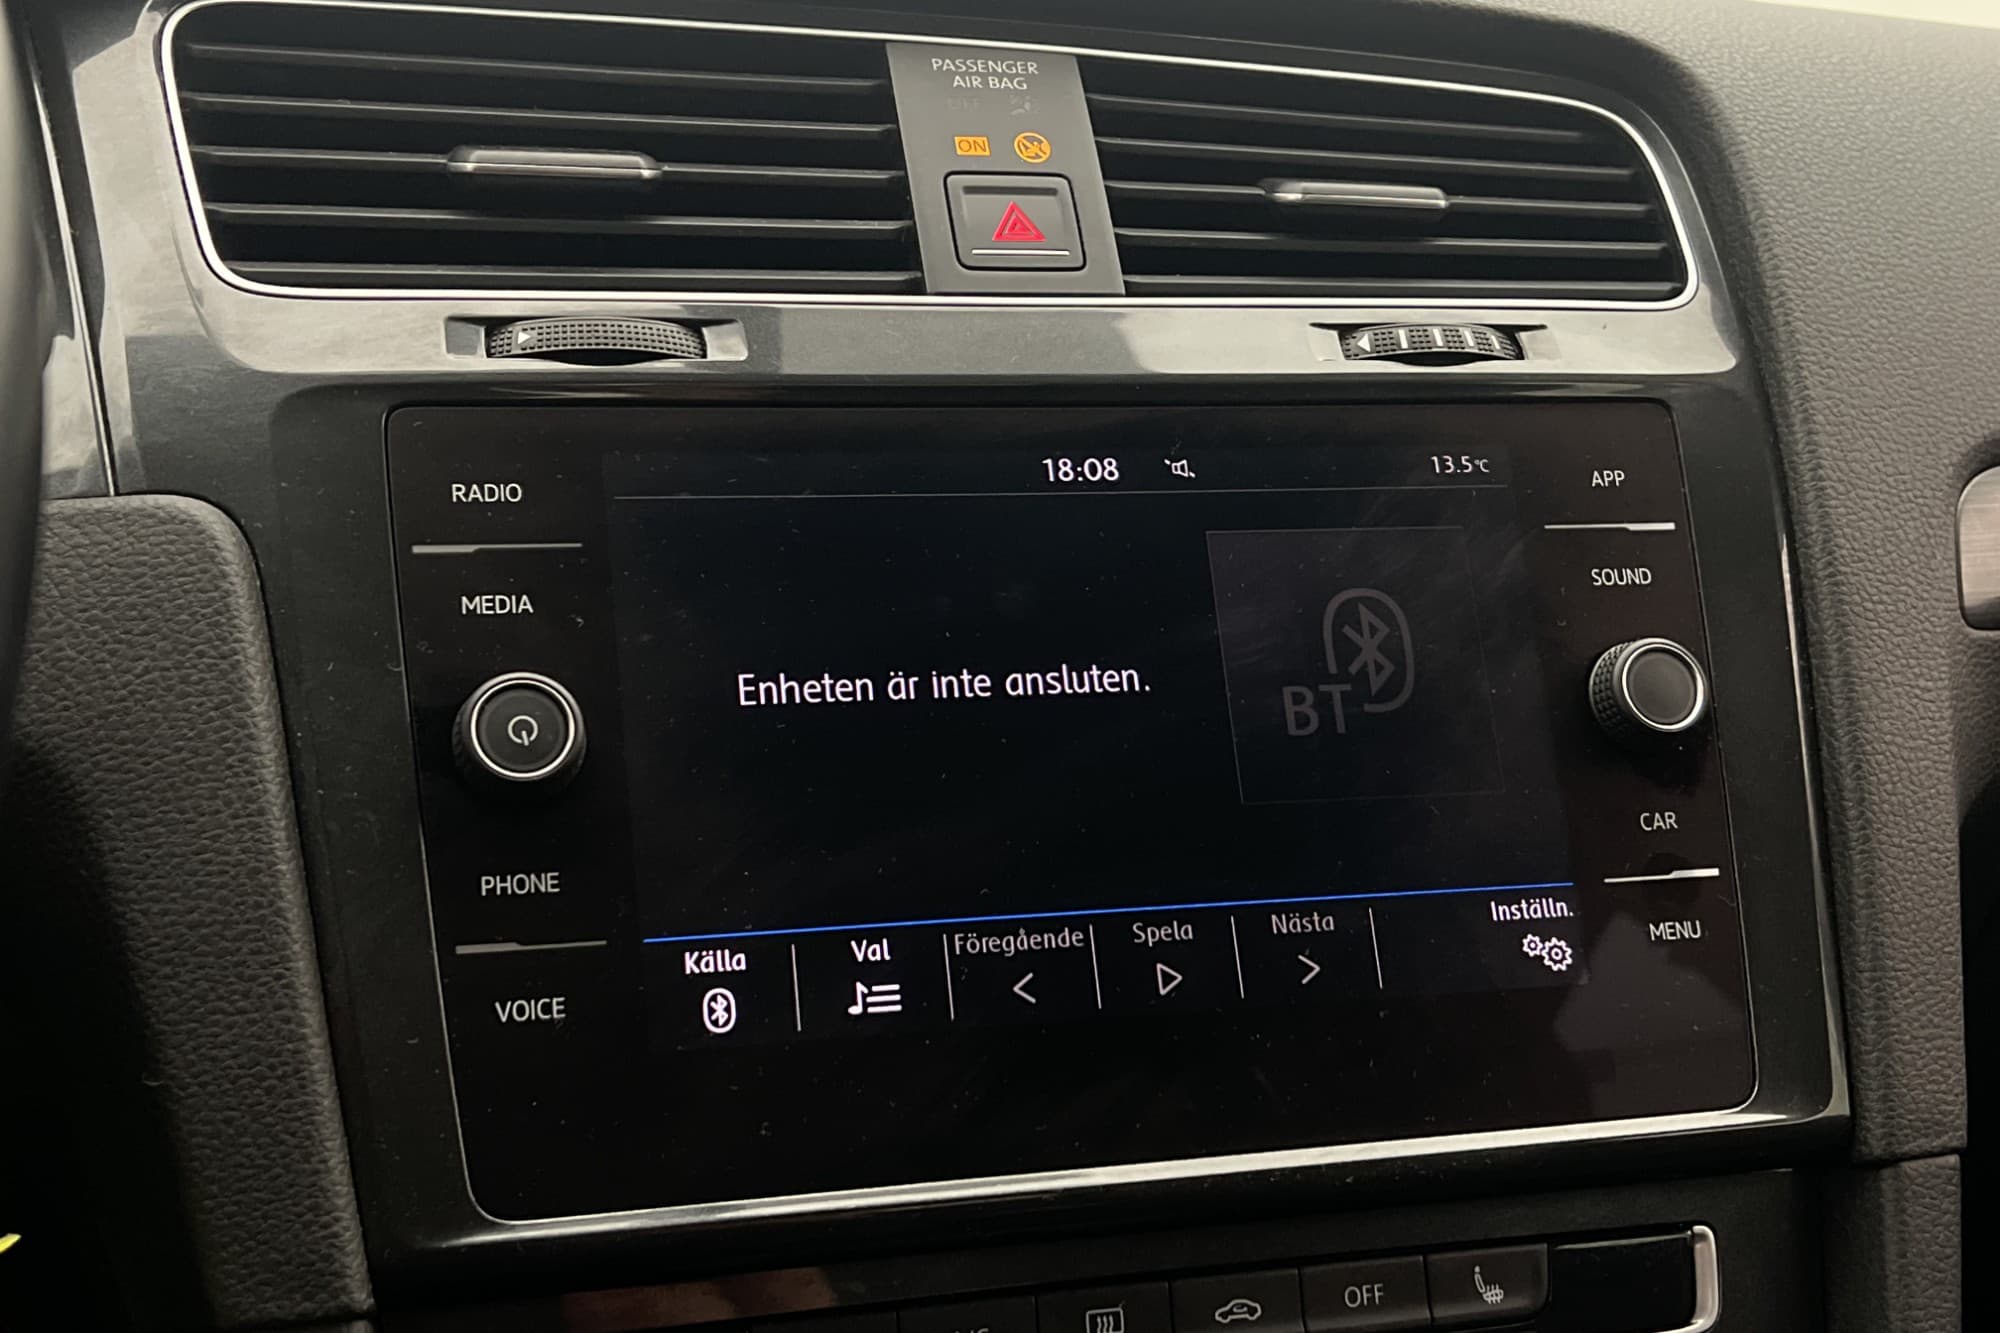 PASSENGER
AIR BAG
OFF
ON
18:08
13.5°C
RADIO
MEDIA
PHONE
VOICE
APP
SOUND
CAR
MENU
Enheten är inte ansluten.
BT
Källa
Val
Föregående
Spela
Nästa
Inställn.
OFF